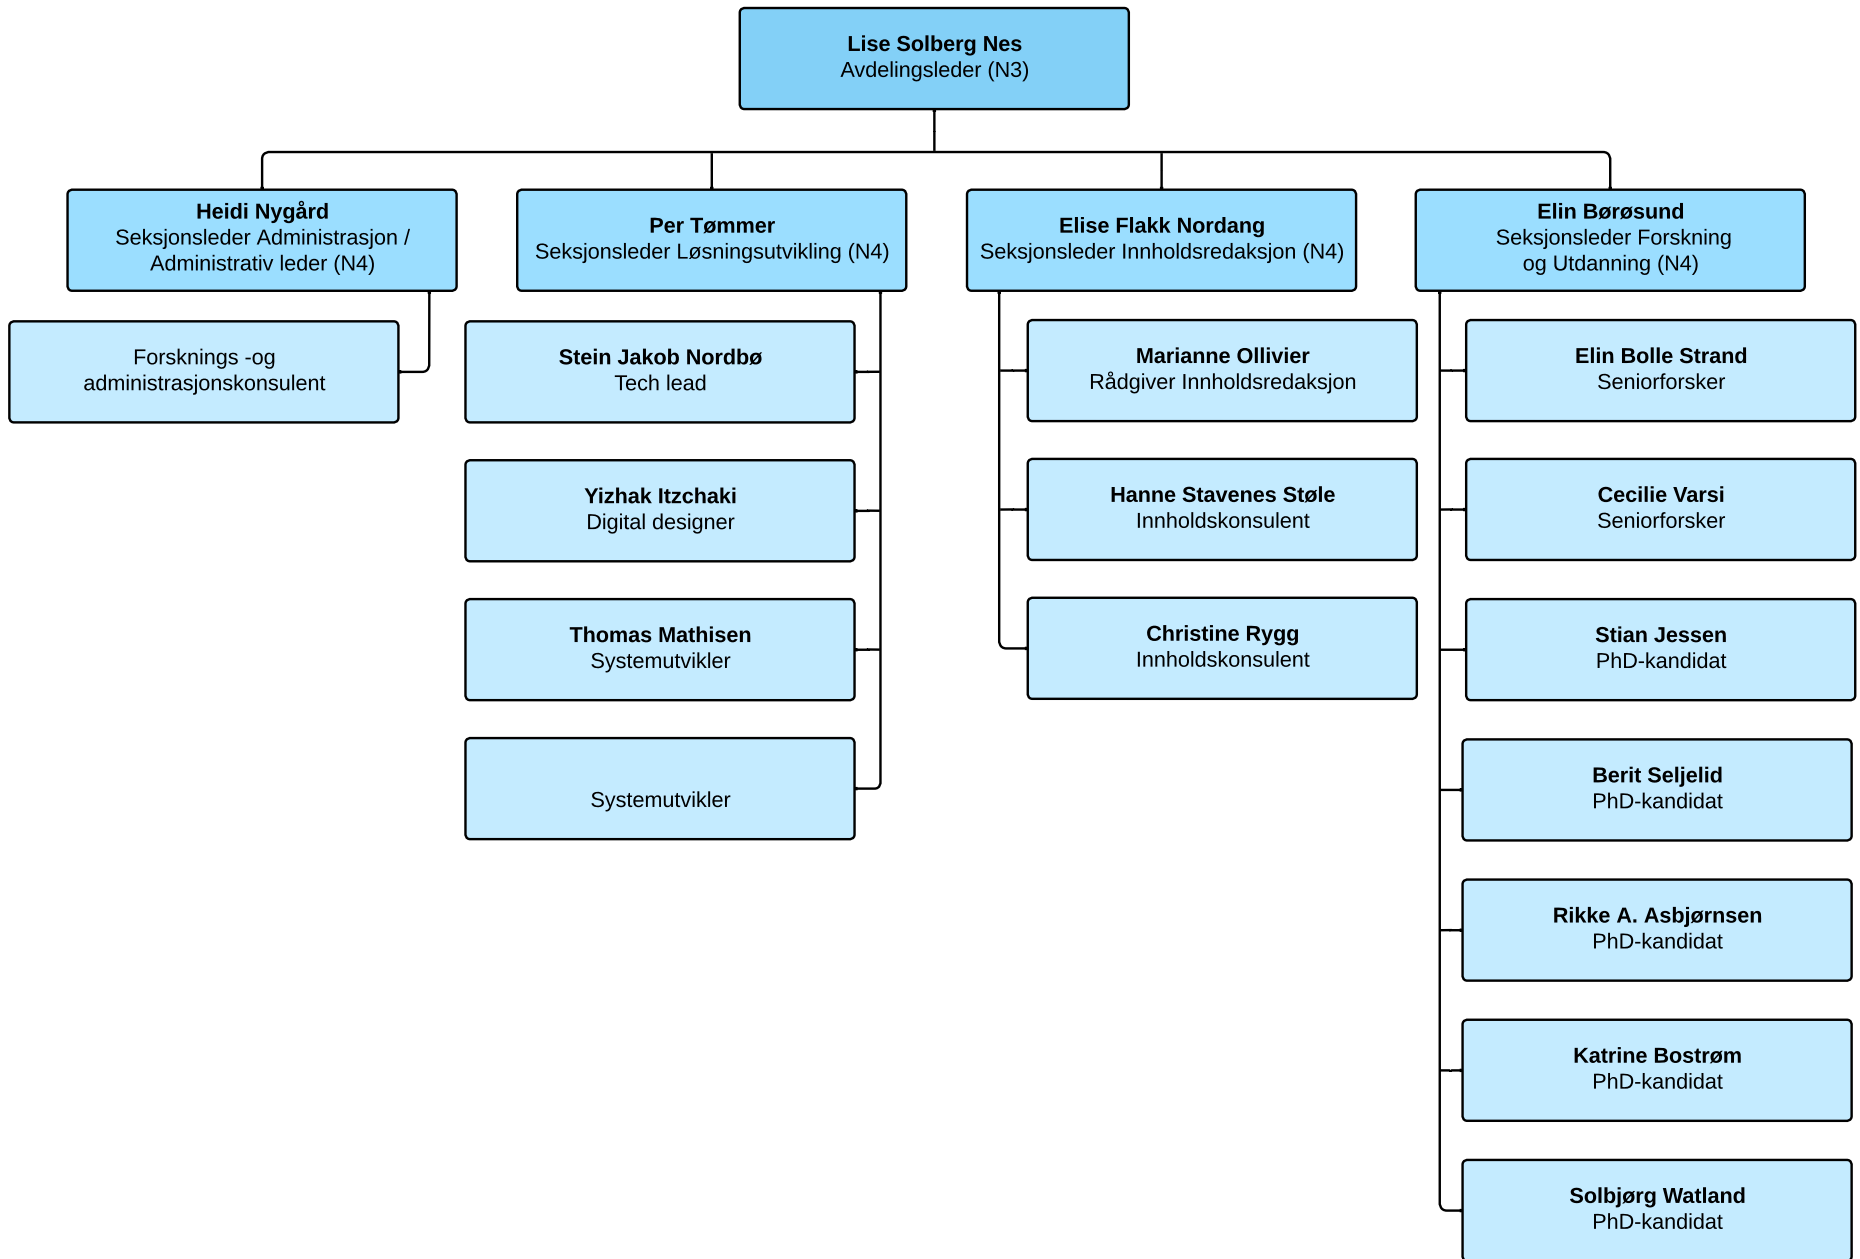 Lise Solberg Nes
Avdelingsleder (N3)
Heidi Nygård
Seksjonsleder Administrasjon /
Administrativ leder (N4)
Forsknings -og
administrasjonskonsulent
Per Tømmer
Seksjonsleder Løsningsutvikling (N4)
Stein Jakob Nordbø
Tech lead
Yizhak Itzchaki
Digital designer
Thomas Mathisen
Systemutvikler
Systemutvikler
Elise Flakk Nordang
Seksjonsleder Innholdsredaksjon (N4)
Marianne Ollivier
Rådgiver Innholdsredaksjon
Hanne Stavenes Støle
Innholdskonsulent
Christine Rygg
Innholdskonsulent
Elin Børøsund
Seksjonsleder Forskning
og Utdanning (N4)
Elin Bolle Strand
Seniorforsker
Cecilie Varsi
Seniorforsker
Stian Jessen
PhD-kandidat
Berit Seljelid
PhD-kandidat
Rikke A. Asbjørnsen
PhD-kandidat
Katrine Bostrøm
PhD-kandidat
Solbjørg Watland
PhD-kandidat